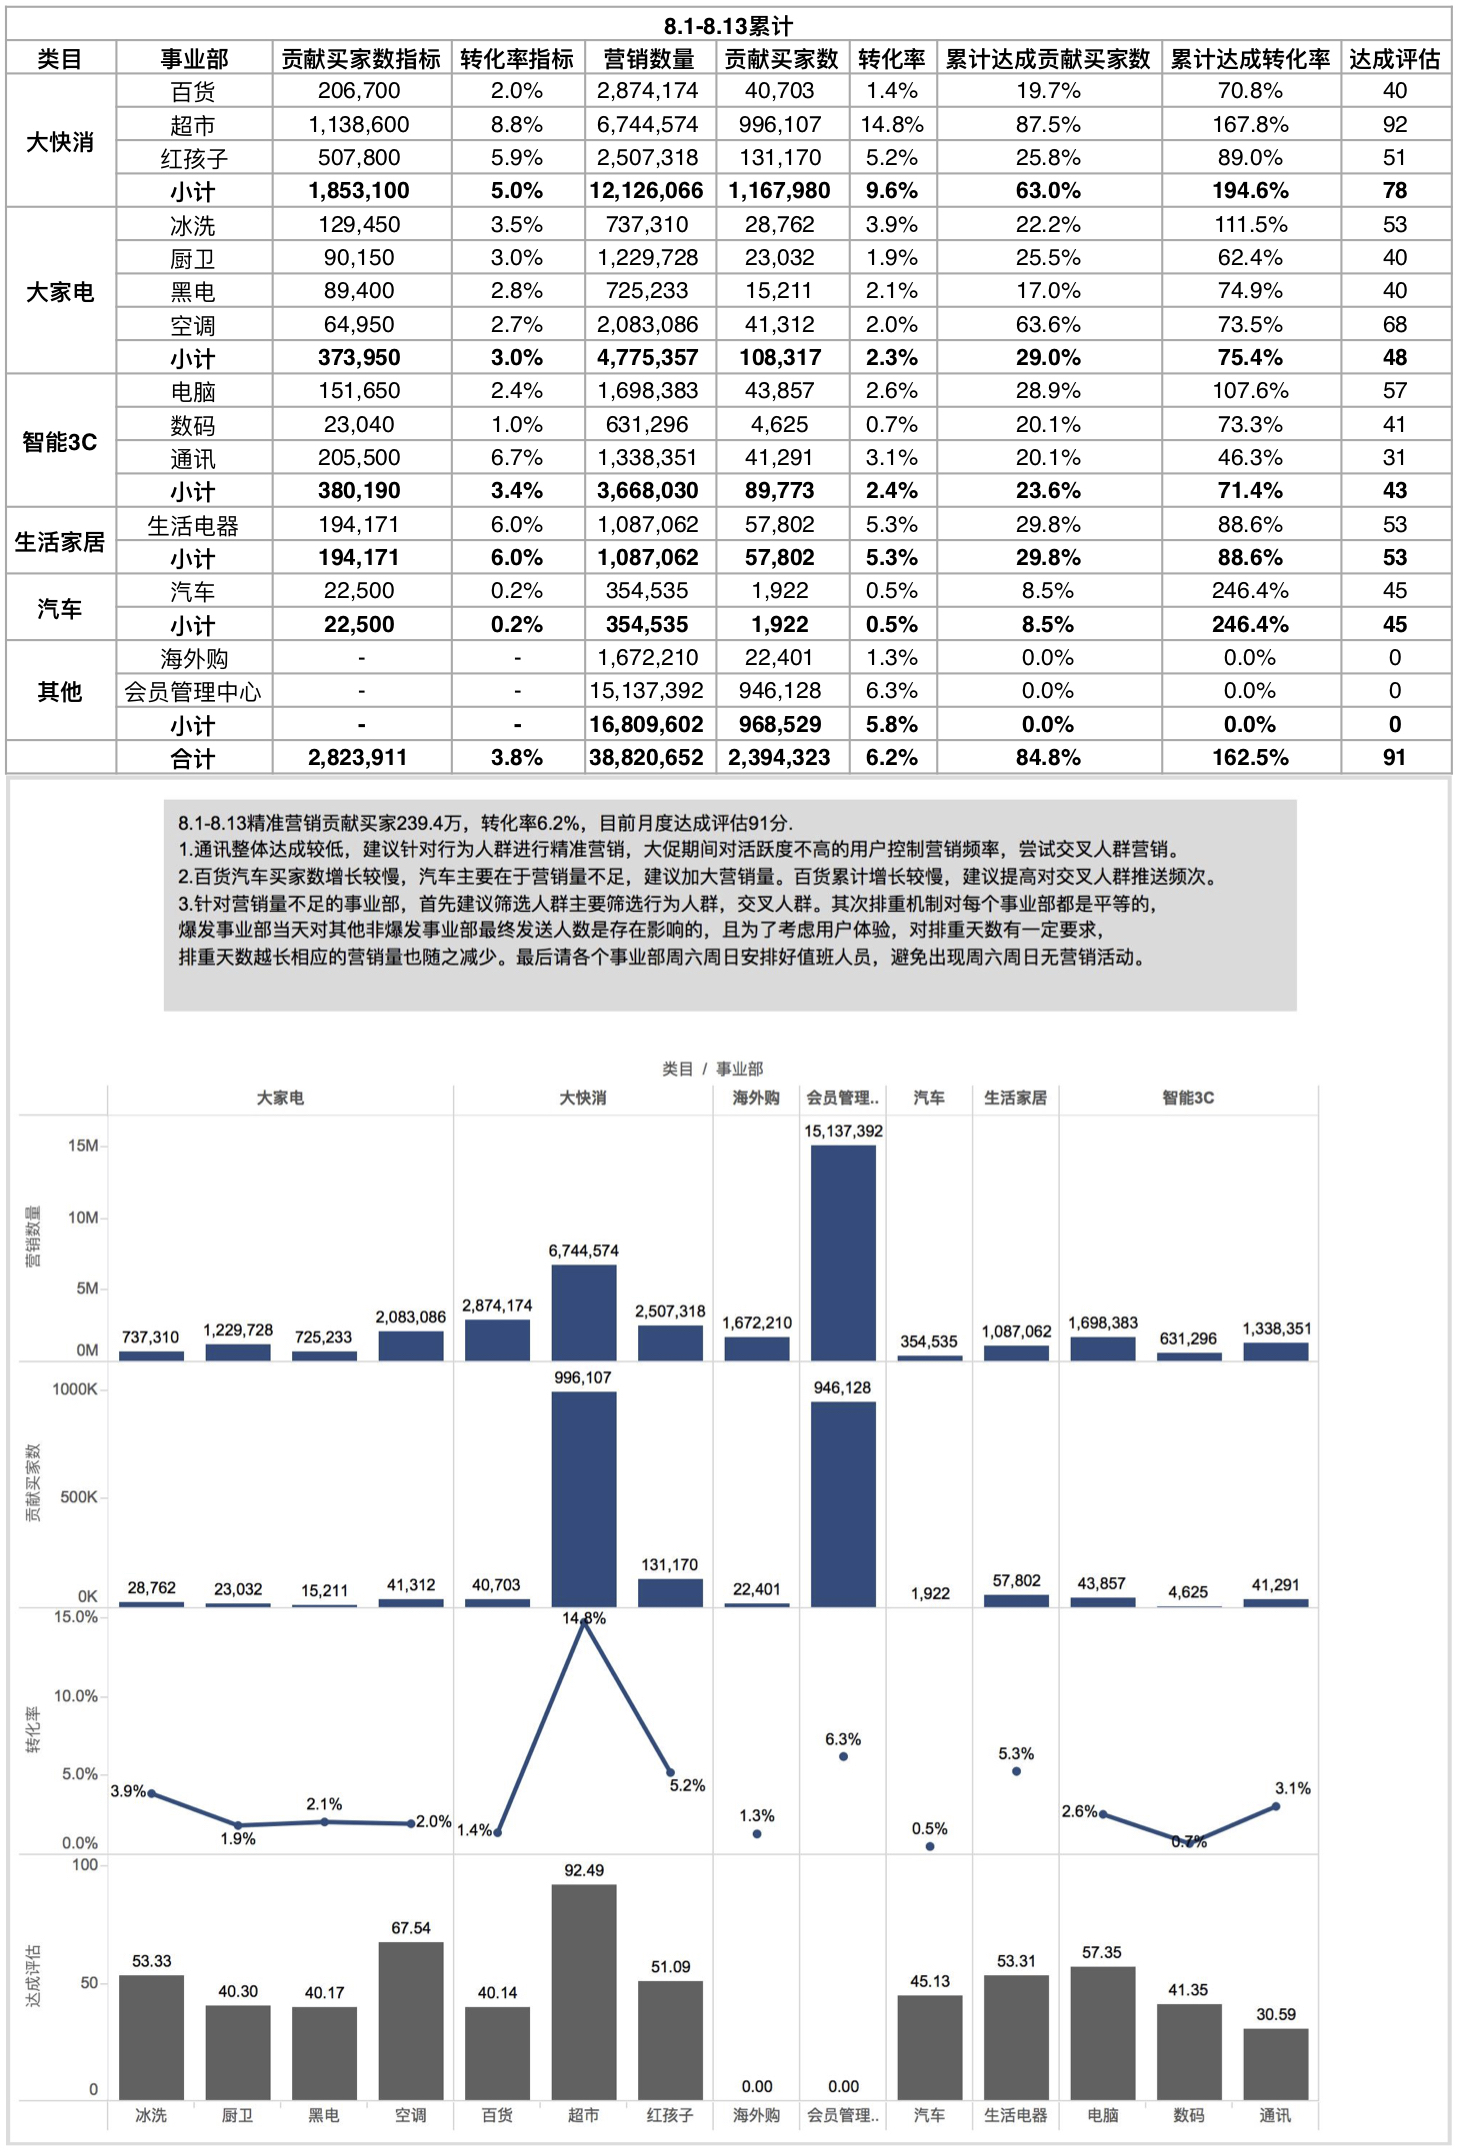 8.1-8.13累计
类目 事业部 贡献买家数指标 转化率指标 营销数量 贡献买家数 转化率 累计达成贡献买家数 累计达成转化率 达成评估
大快消
百货 206,700 2.0% 2,874,174 40,703 1.4% 19.7% 70.8% 40
超市 1,138,600 8.8% 6,744,574 996,107 14.8% 87.5% 167.8% 92
红孩子 507,800 5.9% 2,507,318 131,170 5.2% 25.8% 89.0% 51
小计 1,853,100 5.0% 12,126,066 1,167,980 9.6% 63.0% 194.6% 78
大家电
冰洗 129,450 3.5% 737,310 28,762 3.9% 22.2% 111.5% 53
厨卫 90,150 3.0% 1,229,728 23,032 1.9% 25.5% 62.4% 40
黑电 89,400 2.8% 725,233 15,211 2.1% 17.0% 74.9% 40
空调 64,950 2.7% 2,083,086 41,312 2.0% 63.6% 73.5% 68
小计 373,950 3.0% 4,775,357 108,317 2.3% 29.0% 75.4% 48
智能3C
电脑 151,650 2.4% 1,698,383 43,857 2.6% 28.9% 107.6% 57
数码 23,040 1.0% 631,296 4,625 0.7% 20.1% 73.3% 41
通讯 205,500 6.7% 1,338,351 41,291 3.1% 20.1% 46.3% 31
小计 380,190 3.4% 3,668,030 89,773 2.4% 23.6% 71.4% 43
生活家居
生活电器 194,171 6.0% 1,087,062 57,802 5.3% 29.8% 88.6% 53
小计 194,171 6.0% 1,087,062 57,802 5.3% 29.8% 88.6% 53
汽车
汽车 22,500 0.2% 354,535 1,922 0.5% 8.5% 246.4% 45
小计 22,500 0.2% 354,535 1,922 0.5% 8.5% 246.4% 45
其他
海外购 - - 1,672,210 22,401 1.3% 0.0% 0.0% 0
会员管理中心 - - 15,137,392 946,128 6.3% 0.0% 0.0% 0
小计 - - 16,809,602 968,529 5.8% 0.0% 0.0% 0
合计 2,823,911 3.8% 38,820,652 2,394,323 6.2% 84.8% 162.5% 91
8.1-8.13精准营销贡献买家239.4万，转化率6.2%，目前月度达成评估91分.
1.通讯整体达成较低，建议针对行为人群进行精准营销，大促期间对活跃度不高的用户控制营销频率，尝试交叉人群营销。
2.百货汽车买家数增长较慢，汽车主要在于营销量不足，建议加大营销量。百货累计增长较慢，建议提高对交叉人群推送频次。
3.针对营销量不足的事业部，首先建议筛选人群主要筛选行为人群，交叉人群。其次排重机制对每个事业部都是平等的，
爆发事业部当天对其他非爆发事业部最终发送人数是存在影响的，且为了考虑用户体验，对排重天数有一定要求，
排重天数越长相应的营销量也随之减少。最后请各个事业部周六周日安排好值班人员，避免出现周六周日无营销活动。
类目 / 事业部
大家电 大快消 海外购 会员管理.. 汽车 生活家居 智能3C
营销数量
15M
10M
5M
0M
737,310 1,229,728 725,233 2,083,086 2,874,174 6,744,574 2,507,318 1,672,210 15,137,392 354,535 1,087,062 1,698,383 631,296 1,338,351
贡献买家数
1000K
500K
0K
28,762 23,032 15,211 41,312 40,703 996,107 131,170 22,401 946,128 1,922 57,802 43,857 4,625 41,291
转化率
15.0%
10.0%
5.0%
0.0%
3.9% 1.9% 2.1% 2.0% 1.4% 14.8% 5.2% 1.3% 6.3% 0.5% 5.3% 2.6% 0.7% 3.1%
达成评估
100
50
0
53.33 40.30 40.17 67.54 40.14 92.49 51.09 0.00 0.00 45.13 53.31 57.35 41.35 30.59
冰洗 厨卫 黑电 空调 百货 超市 红孩子 海外购 会员管理.. 汽车 生活电器 电脑 数码 通讯